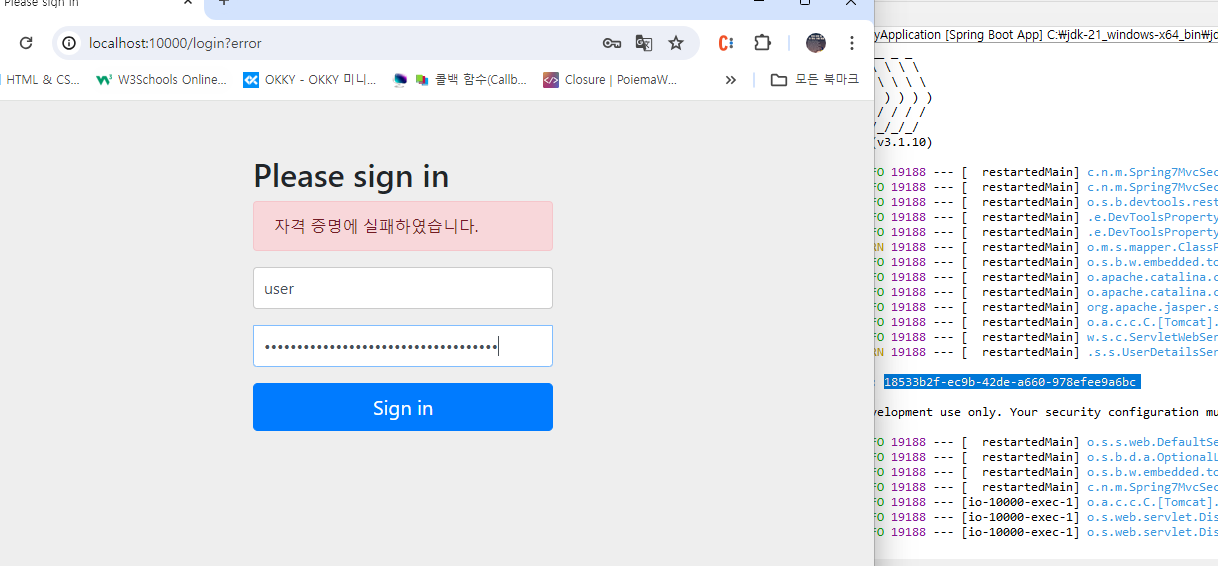 Please sign in
localhost:10000/login?error
HTML & CS...
W3Schools Online...
OKKY - OKKY 미니...
콜백 함수(Callb...
Closure | PoiemaW...
모든 북마크
Please sign in
자격 증명에 실패하였습니다.
user
Sign in
yApplication [Spring Boot App] C:₩jdk-21_windows-x64_bin₩jc
(v3.1.10)
FO 19188 --- [  restartedMain] c.n.m.Spring7MvcSec
FO 19188 --- [  restartedMain] c.n.m.Spring7MvcSec
FO 19188 --- [  restartedMain] o.s.b.devtools.rest
FO 19188 --- [  restartedMain] .e.DevToolsProperty
FO 19188 --- [  restartedMain] .e.DevToolsProperty
RN 19188 --- [  restartedMain] o.m.s.mapper.ClassP
FO 19188 --- [  restartedMain] o.s.b.w.embedded.to
FO 19188 --- [  restartedMain] o.apache.catalina.c
FO 19188 --- [  restartedMain] o.apache.catalina.c
FO 19188 --- [  restartedMain] org.apache.jasper.s
FO 19188 --- [  restartedMain] o.a.c.c.C.[Tomcat].
FO 19188 --- [  restartedMain] w.s.c.ServletWebSer
RN 19188 --- [  restartedMain] .s.s.UserDetailsSer
: 18533b2f-ec9b-42de-a660-978efee9a6bc
velopment use only. Your security configuration mu
FO 19188 --- [  restartedMain] o.s.s.web.DefaultSe
FO 19188 --- [  restartedMain] o.s.b.d.a.OptionalL
FO 19188 --- [  restartedMain] o.s.b.w.embedded.to
FO 19188 --- [  restartedMain] c.n.m.Spring7MvcSec
FO 19188 --- [io-10000-exec-1] o.a.c.c.C.[Tomcat].
FO 19188 --- [io-10000-exec-1] o.s.web.servlet.Dis
FO 19188 --- [io-10000-exec-1] o.s.web.servlet.Dis